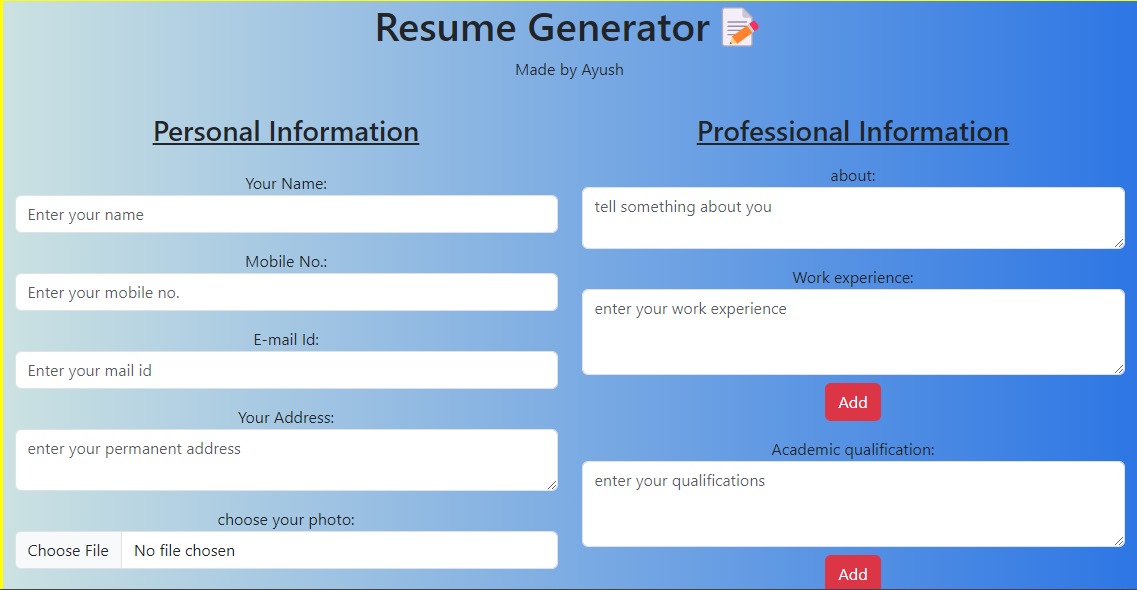 Resume Generator 📝
Made by Ayush
Personal Information
Your Name:
Enter your name
Mobile No.:
Enter your mobile no.
E-mail Id:
Enter your mail id
Your Address:
enter your permanent address
choose your photo:
Choose File No file chosen
Professional Information
about:
tell something about you
Work experience:
enter your work experience
Add
Academic qualification:
enter your qualifications
Add